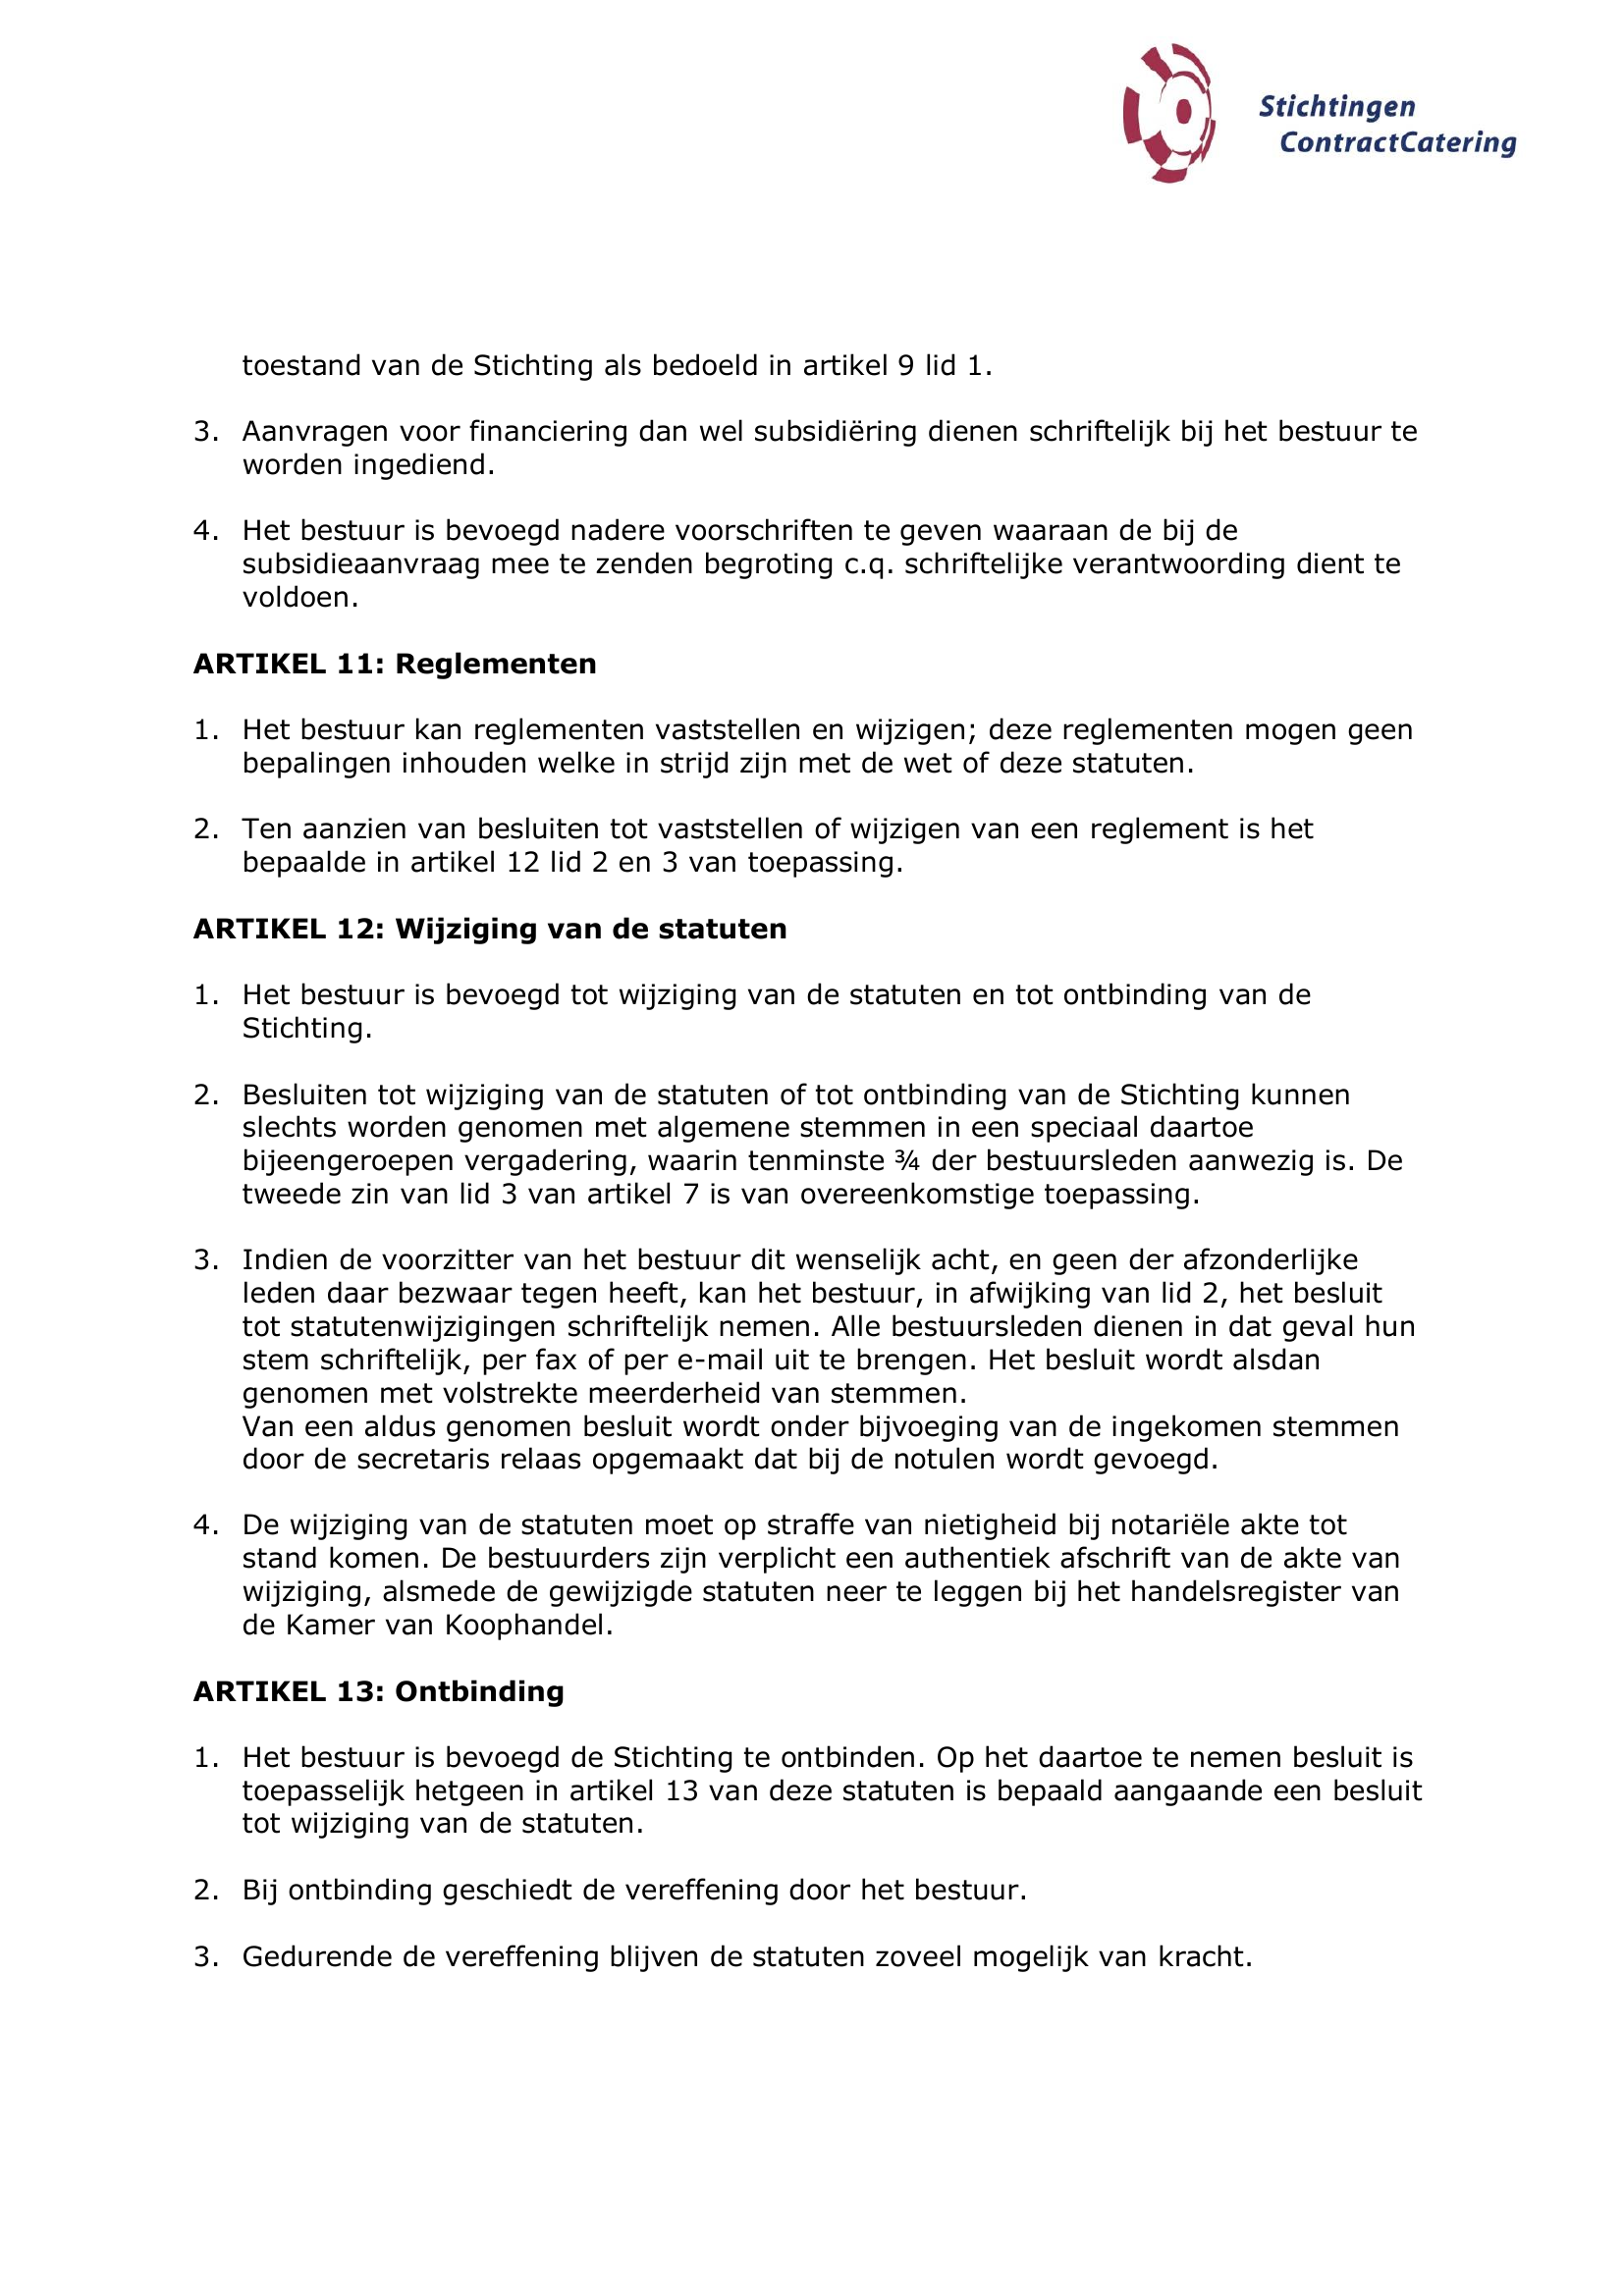 Stichtingen
ContractCatering
toestand van de Stichting als bedoeld in artikel 9 lid 1.
3. Aanvragen voor financiering dan wel subsidiëring dienen schriftelijk bij het bestuur te
worden ingediend.
4. Het bestuur is bevoegd nadere voorschriften te geven waaraan de bij de
subsidieaanvraag mee te zenden begroting c.q. schriftelijke verantwoording dient te
voldoen.
ARTIKEL 11: Reglementen
1. Het bestuur kan reglementen vaststellen en wijzigen; deze reglementen mogen geen
bepalingen inhouden welke in strijd zijn met de wet of deze statuten.
2. Ten aanzien van besluiten tot vaststellen of wijzigen van een reglement is het
bepaalde in artikel 12 lid 2 en 3 van toepassing.
ARTIKEL 12: Wijziging van de statuten
1. Het bestuur is bevoegd tot wijziging van de statuten en tot ontbinding van de
Stichting.
2. Besluiten tot wijziging van de statuten of tot ontbinding van de Stichting kunnen
slechts worden genomen met algemene stemmen in een speciaal daartoe
bijeengeroepen vergadering, waarin tenminste ¾ der bestuursleden aanwezig is. De
tweede zin van lid 3 van artikel 7 is van overeenkomstige toepassing.
3. Indien de voorzitter van het bestuur dit wenselijk acht, en geen der afzonderlijke
leden daar bezwaar tegen heeft, kan het bestuur, in afwijking van lid 2, het besluit
tot statutenwijzigingen schriftelijk nemen. Alle bestuursleden dienen in dat geval hun
stem schriftelijk, per fax of per e-mail uit te brengen. Het besluit wordt alsdan
genomen met volstrekte meerderheid van stemmen.
Van een aldus genomen besluit wordt onder bijvoeging van de ingekomen stemmen
door de secretaris relaas opgemaakt dat bij de notulen wordt gevoegd.
4. De wijziging van de statuten moet op straffe van nietigheid bij notariële akte tot
stand komen. De bestuurders zijn verplicht een authentiek afschrift van de akte van
wijziging, alsmede de gewijzigde statuten neer te leggen bij het handelsregister van
de Kamer van Koophandel.
ARTIKEL 13: Ontbinding
1. Het bestuur is bevoegd de Stichting te ontbinden. Op het daartoe te nemen besluit is
toepasselijk hetgeen in artikel 13 van deze statuten is bepaald aangaande een besluit
tot wijziging van de statuten.
2. Bij ontbinding geschiedt de vereffening door het bestuur.
3. Gedurende de vereffening blijven de statuten zoveel mogelijk van kracht.